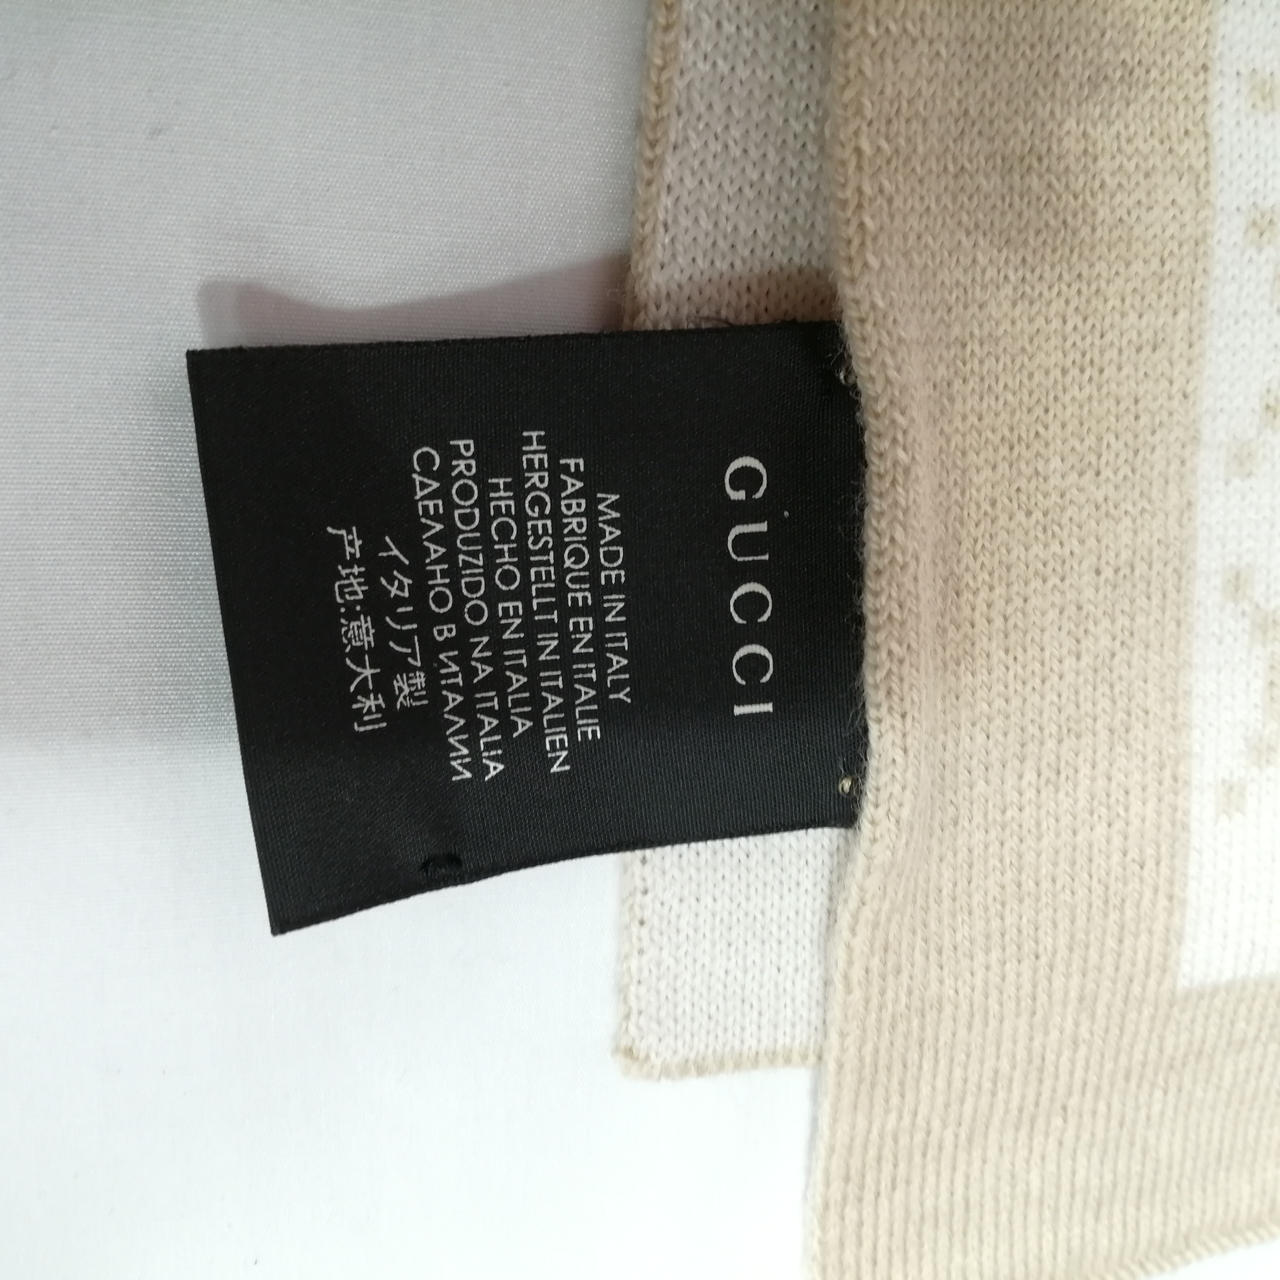 GUCCI
MADE IN ITALY
FABRIQUE EN ITALIE
HERGESTELLT IN ITALIEN
HECHO EN ITALIA
PRODUZIDO NA ITALIA
СДЕЛАНО В ИТАЛИИ
イタリア製
产地:意大利